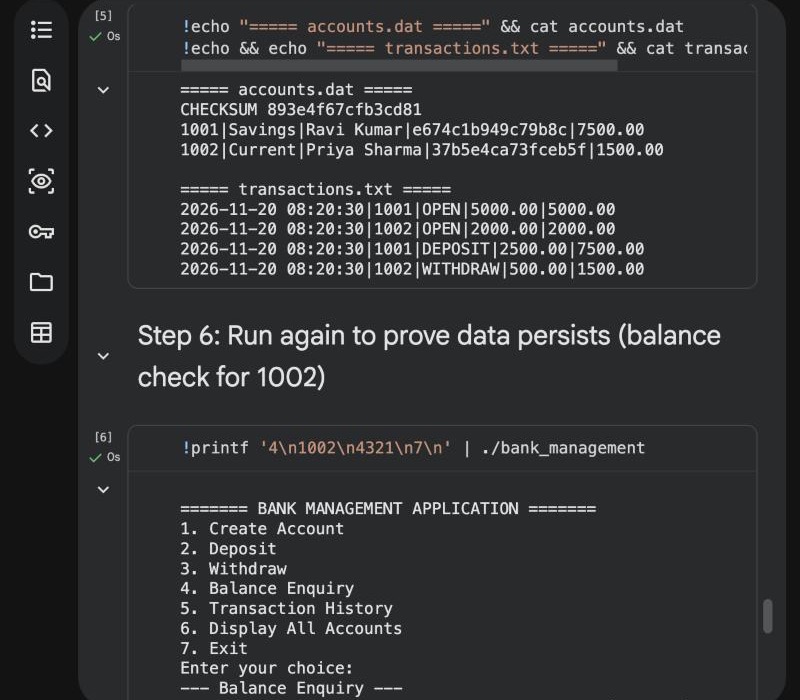 [5]
0s
!echo "===== accounts.dat =====" && cat accounts.dat
!echo && echo "===== transactions.txt =====" && cat transac
===== accounts.dat =====
CHECKSUM 893e4f67cfb3cd81
1001|Savings|Ravi Kumar|e674c1b949c79b8c|7500.00
1002|Current|Priya Sharma|37b5e4ca73fceb5f|1500.00
===== transactions.txt =====
2026-11-20 08:20:30|1001|OPEN|5000.00|5000.00
2026-11-20 08:20:30|1002|OPEN|2000.00|2000.00
2026-11-20 08:20:30|1001|DEPOSIT|2500.00|7500.00
2026-11-20 08:20:30|1002|WITHDRAW|500.00|1500.00
Step 6: Run again to prove data persists (balance
check for 1002)
[6]
0s
!printf '4\n1002\n4321\n7\n' | ./bank_management
======= BANK MANAGEMENT APPLICATION =======
1. Create Account
2. Deposit
3. Withdraw
4. Balance Enquiry
5. Transaction History
6. Display All Accounts
7. Exit
Enter your choice:
--- Balance Enquiry ---